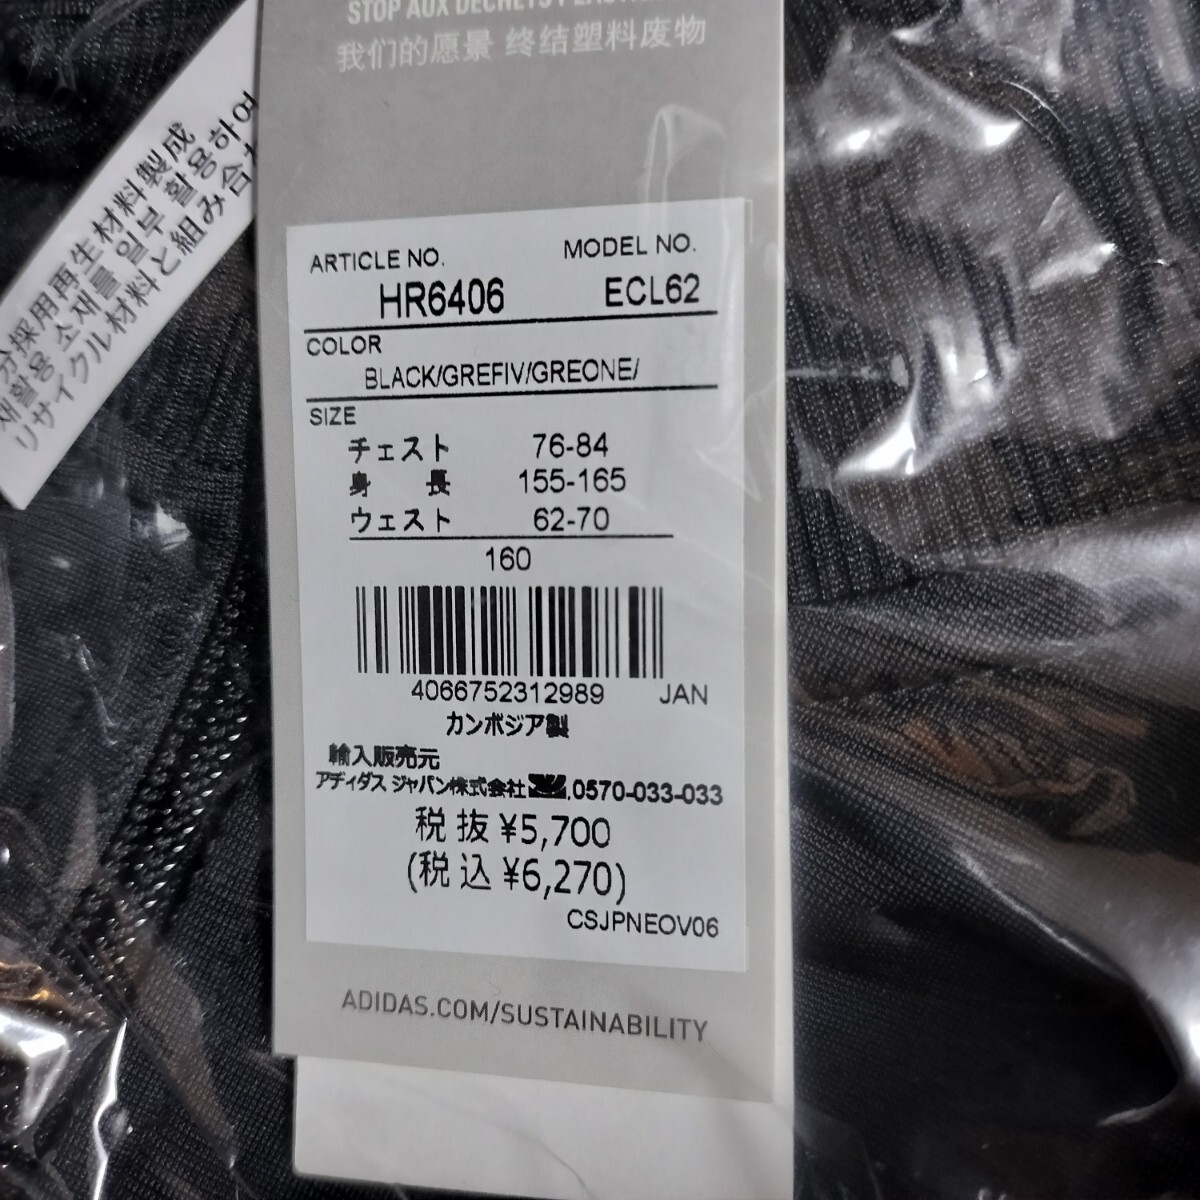 STOP AUX DÉCHETS PLASTI
我们的愿景 终结塑料废物
分採用再生材料製成
재활용 소재를 일부 활용하여
リサイクル材料と組み合わ
ARTICLE NO. MODEL NO.
HR6406 ECL62
COLOR
BLACK/GREFIV/GREONE/
SIZE
チェスト 76-84
身 長 155-165
ウェスト 62-70
160
4066752312989 JAN
カンボジア製
輸入販売元
アディダス ジャパン株式会社 .0570-033-033
税 抜 ¥5,700
(税 込 ¥6,270)
CSJPNEOV06
ADIDAS.COM/SUSTAINABILITY